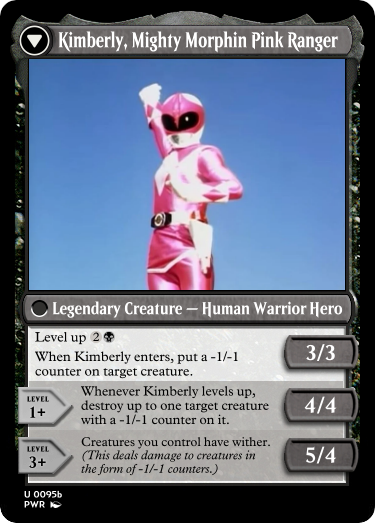 Kimberly, Mighty Morphin Pink Ranger
Legendary Creature — Human Warrior Hero
Level up 2
When Kimberly enters, put a -1/-1
counter on target creature.
3/3
LEVEL
1+
Whenever Kimberly levels up,
destroy up to one target creature
with a -1/-1 counter on it.
4/4
LEVEL
3+
Creatures you control have wither.
(This deals damage to creatures in
the form of -1/-1 counters.)
5/4
U 0095b
PWR